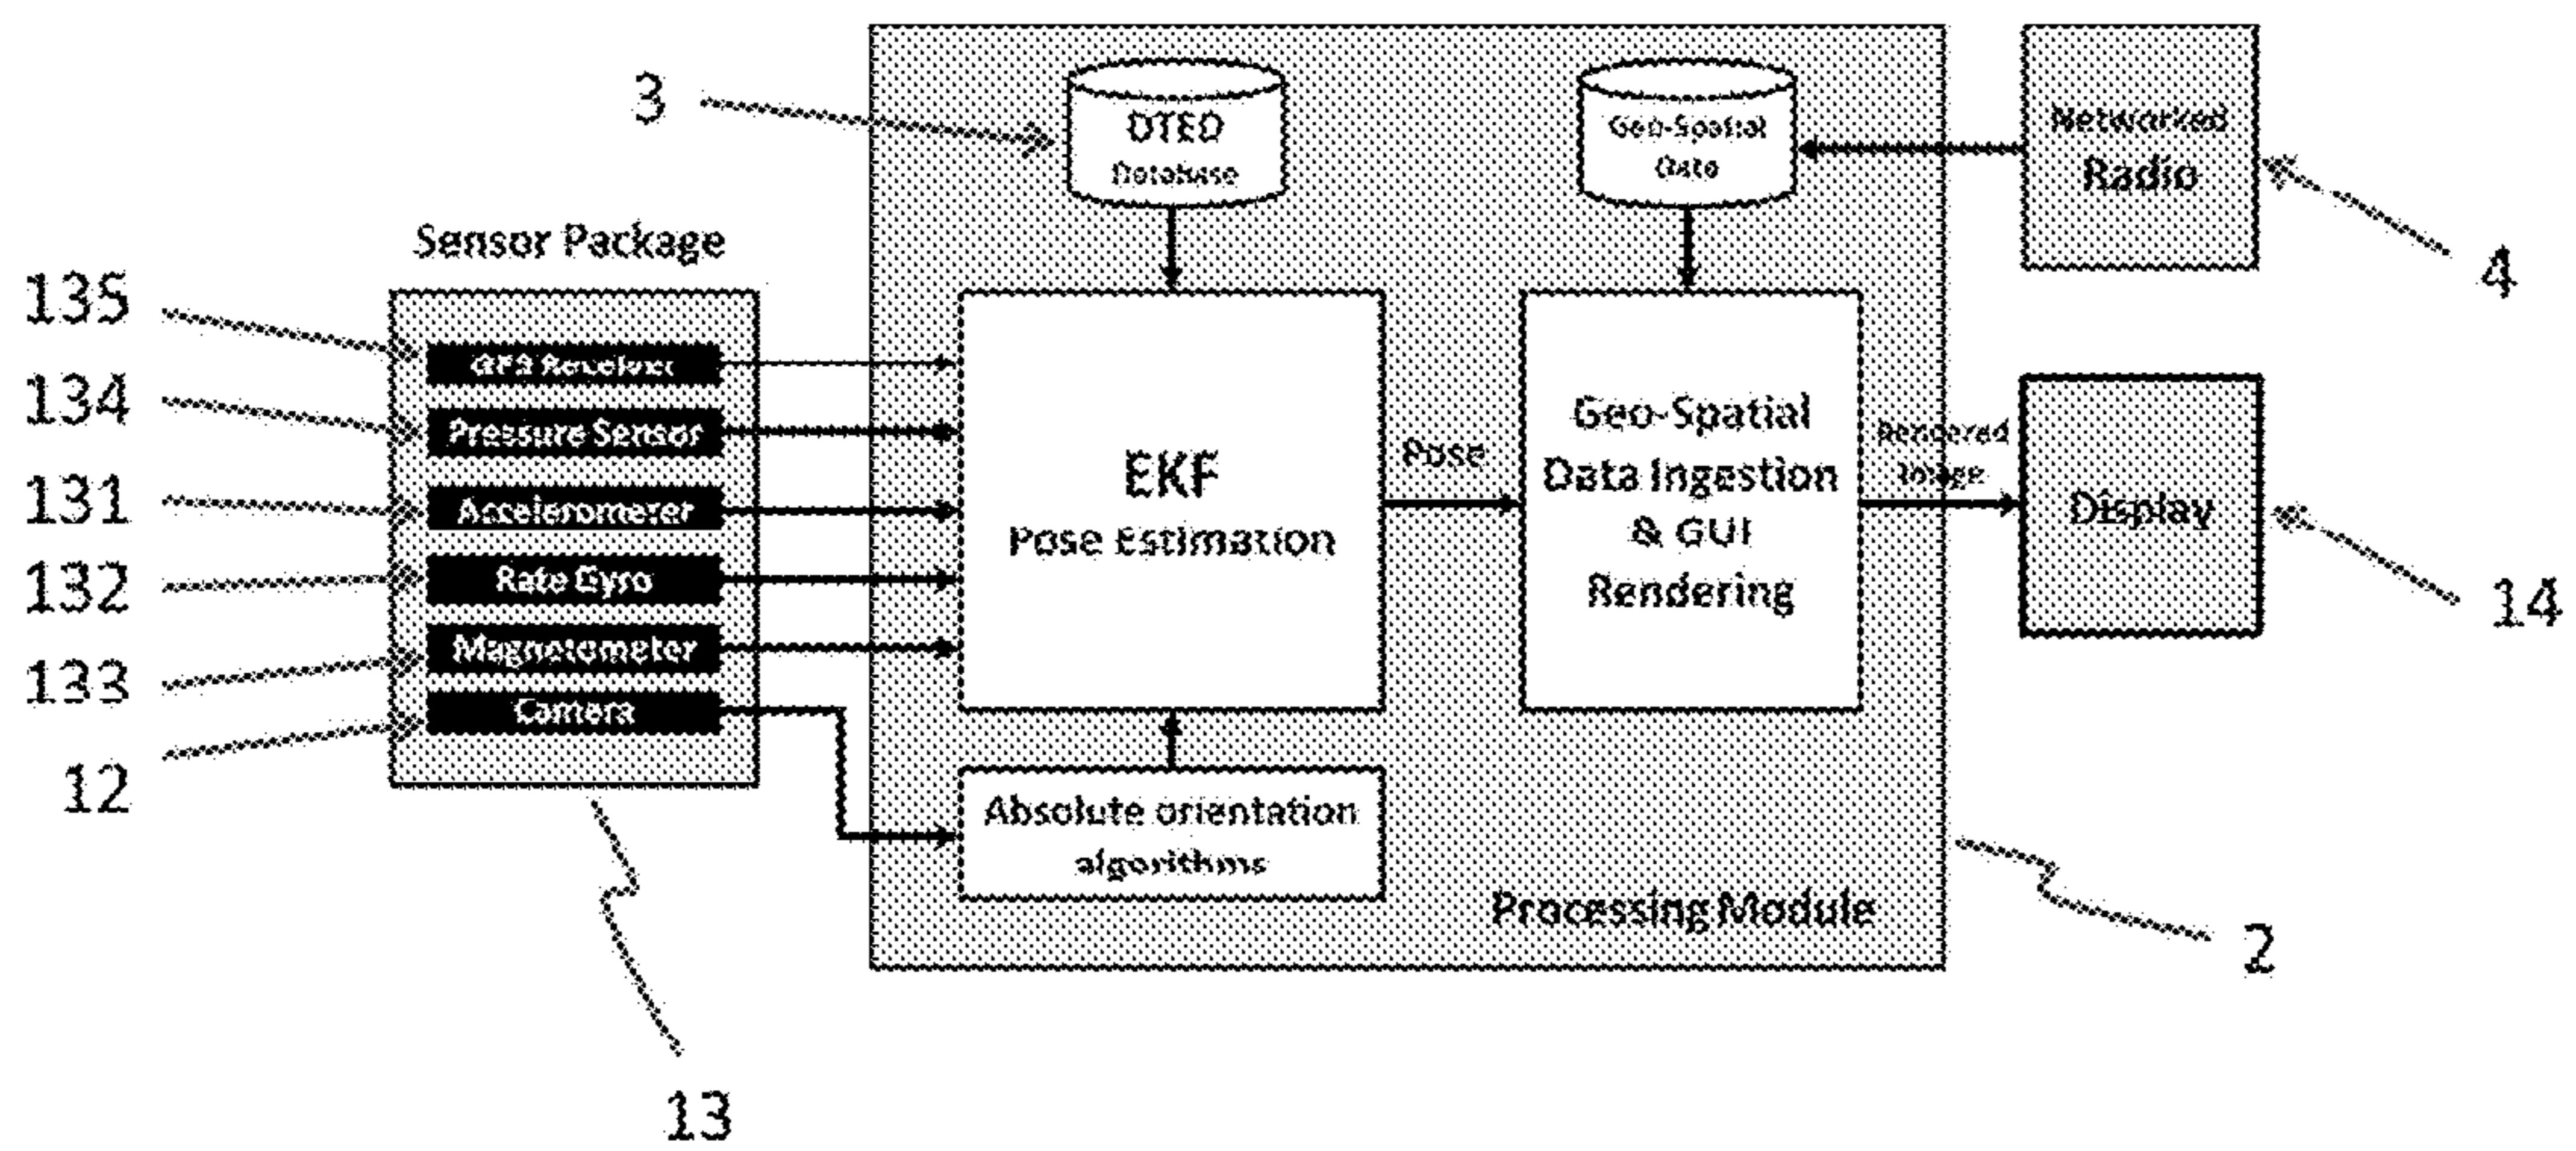 3
DTED
Database
Geo-Spatial
Data
Networked
Radio
4
Sensor Package
135
GPS Receiver
134
Pressure Sensor
131
Accelerometer
132
Rate Gyro
133
Magnetometer
12
Camera
13
EKF
Pose Estimation
Pose
Geo-Spatial
Data Ingestion
& GUI
Rendering
Rendered
Image
Display
14
Absolute orientation
algorithms
Processing Module
2